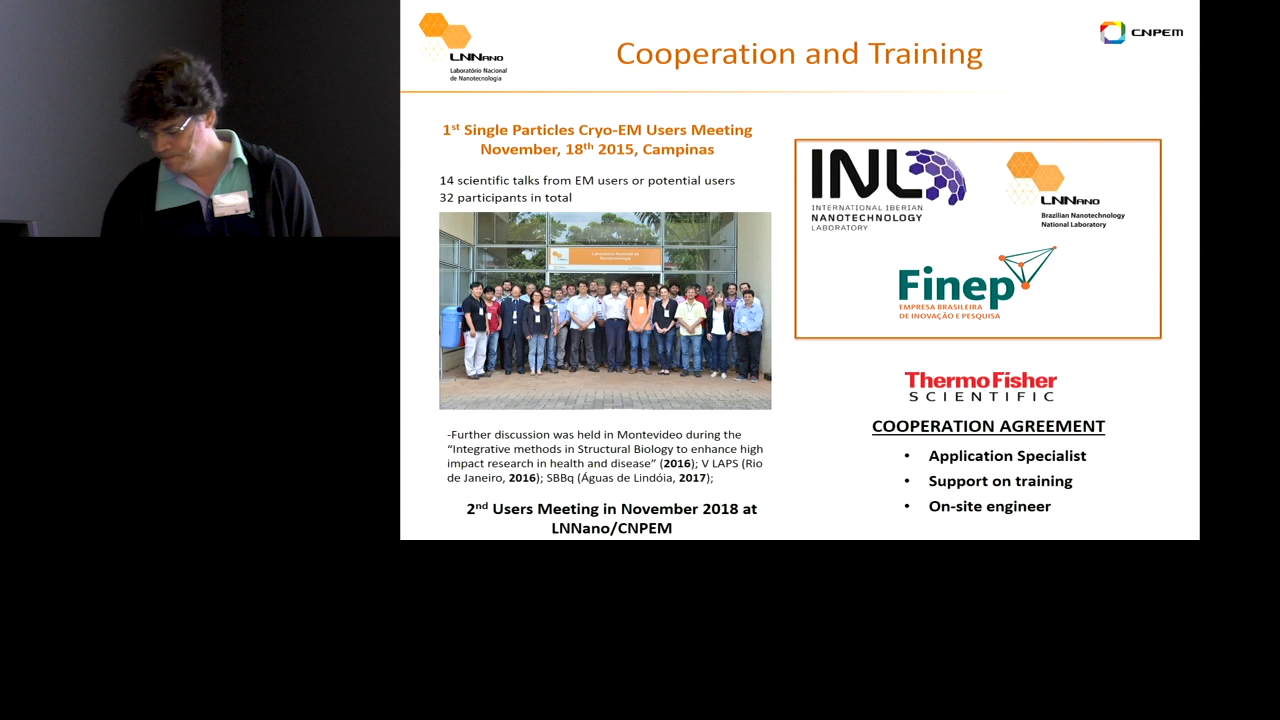 LNNANO
Laboratório Nacional
de Nanotecnologia
Cooperation and Training
CNPEM
1st Single Particles Cryo-EM Users Meeting
November, 18th 2015, Campinas
14 scientific talks from EM users or potential users
32 participants in total
-Further discussion was held in Montevideo during the
“Integrative methods in Structural Biology to enhance high
impact research in health and disease” (2016); V LAPS (Rio
de Janeiro, 2016); SBBq (Águas de Lindóia, 2017);
2nd Users Meeting in November 2018 at
LNNano/CNPEM
INL
INTERNATIONAL IBERIAN
NANOTECHNOLOGY
LABORATORY
LNNANO
Brazilian Nanotechnology
National Laboratory
Finep
EMPRESA BRASILEIRA
DE INOVAÇÃO E PESQUISA
ThermoFisher
SCIENTIFIC
COOPERATION AGREEMENT
• Application Specialist
• Support on training
• On-site engineer